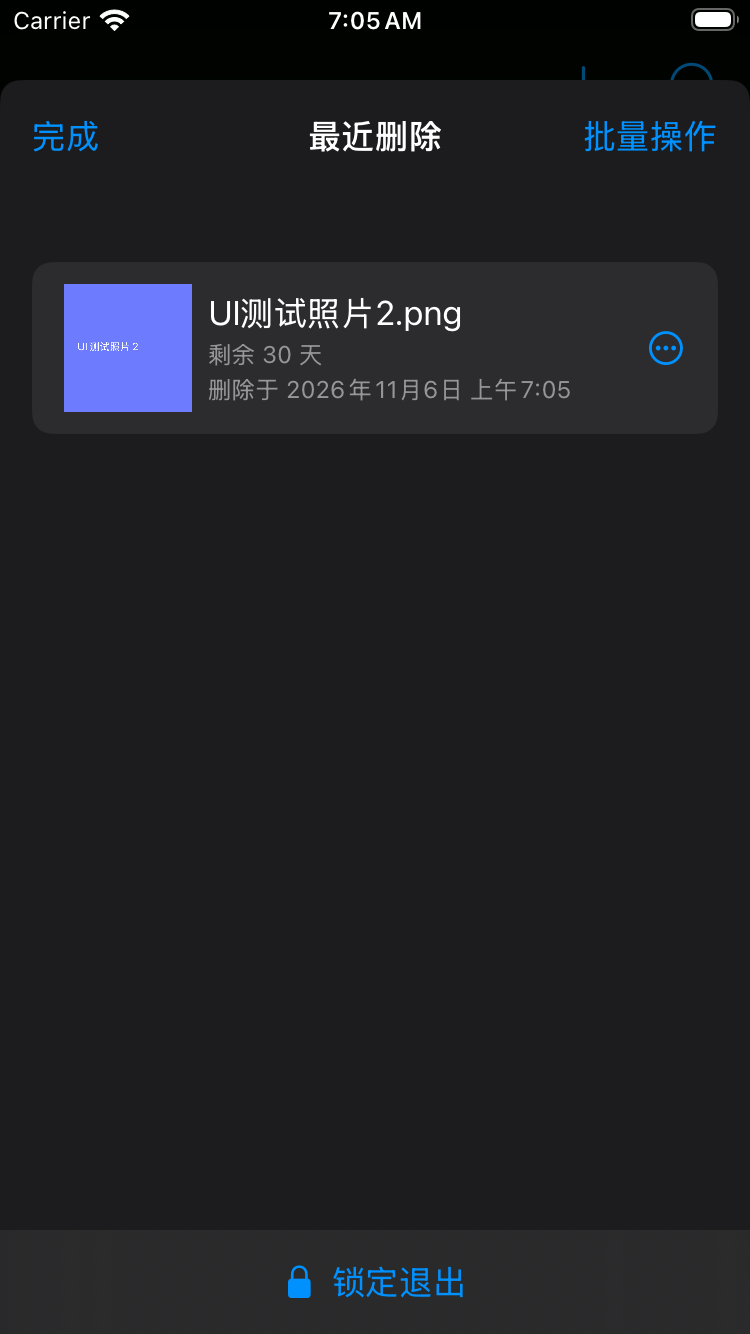 Carrier 7:05 AM
完成 最近删除 批量操作
UI测试照片2.png
UI 测试照片 2
剩余 30 天
删除于 2026年11月6日 上午7:05
锁定退出